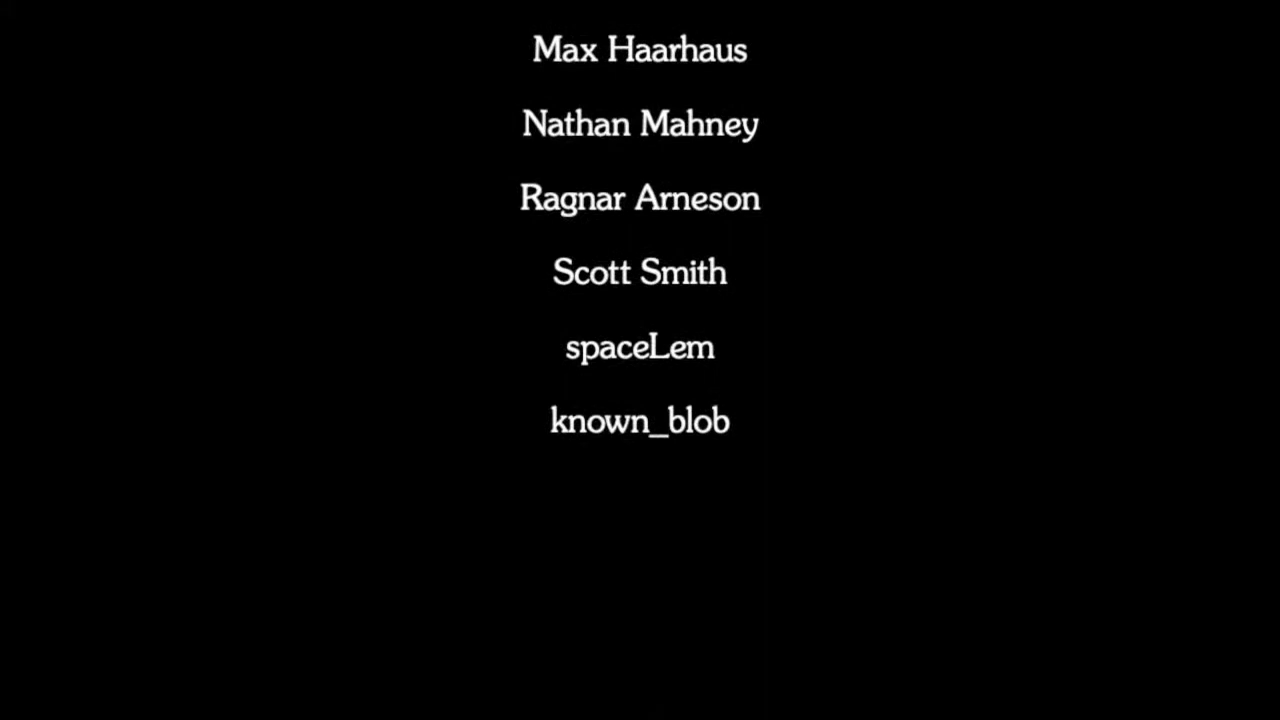 Max Haarhaus
Nathan Mahney
Ragnar Arneson
Scott Smith
spaceLem
known_blob